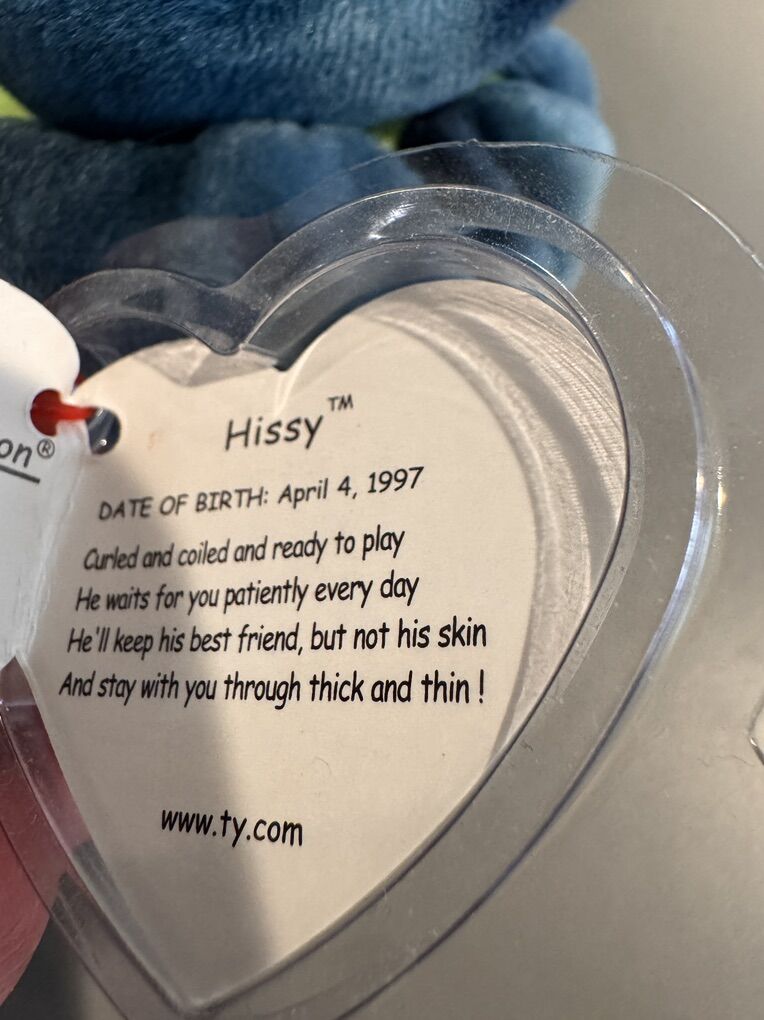 on®
Hissy™
DATE OF BIRTH: April 4, 1997
Curled and coiled and ready to play
He waits for you patiently every day
He'll keep his best friend, but not his skin
And stay with you through thick and thin !
www.ty.com